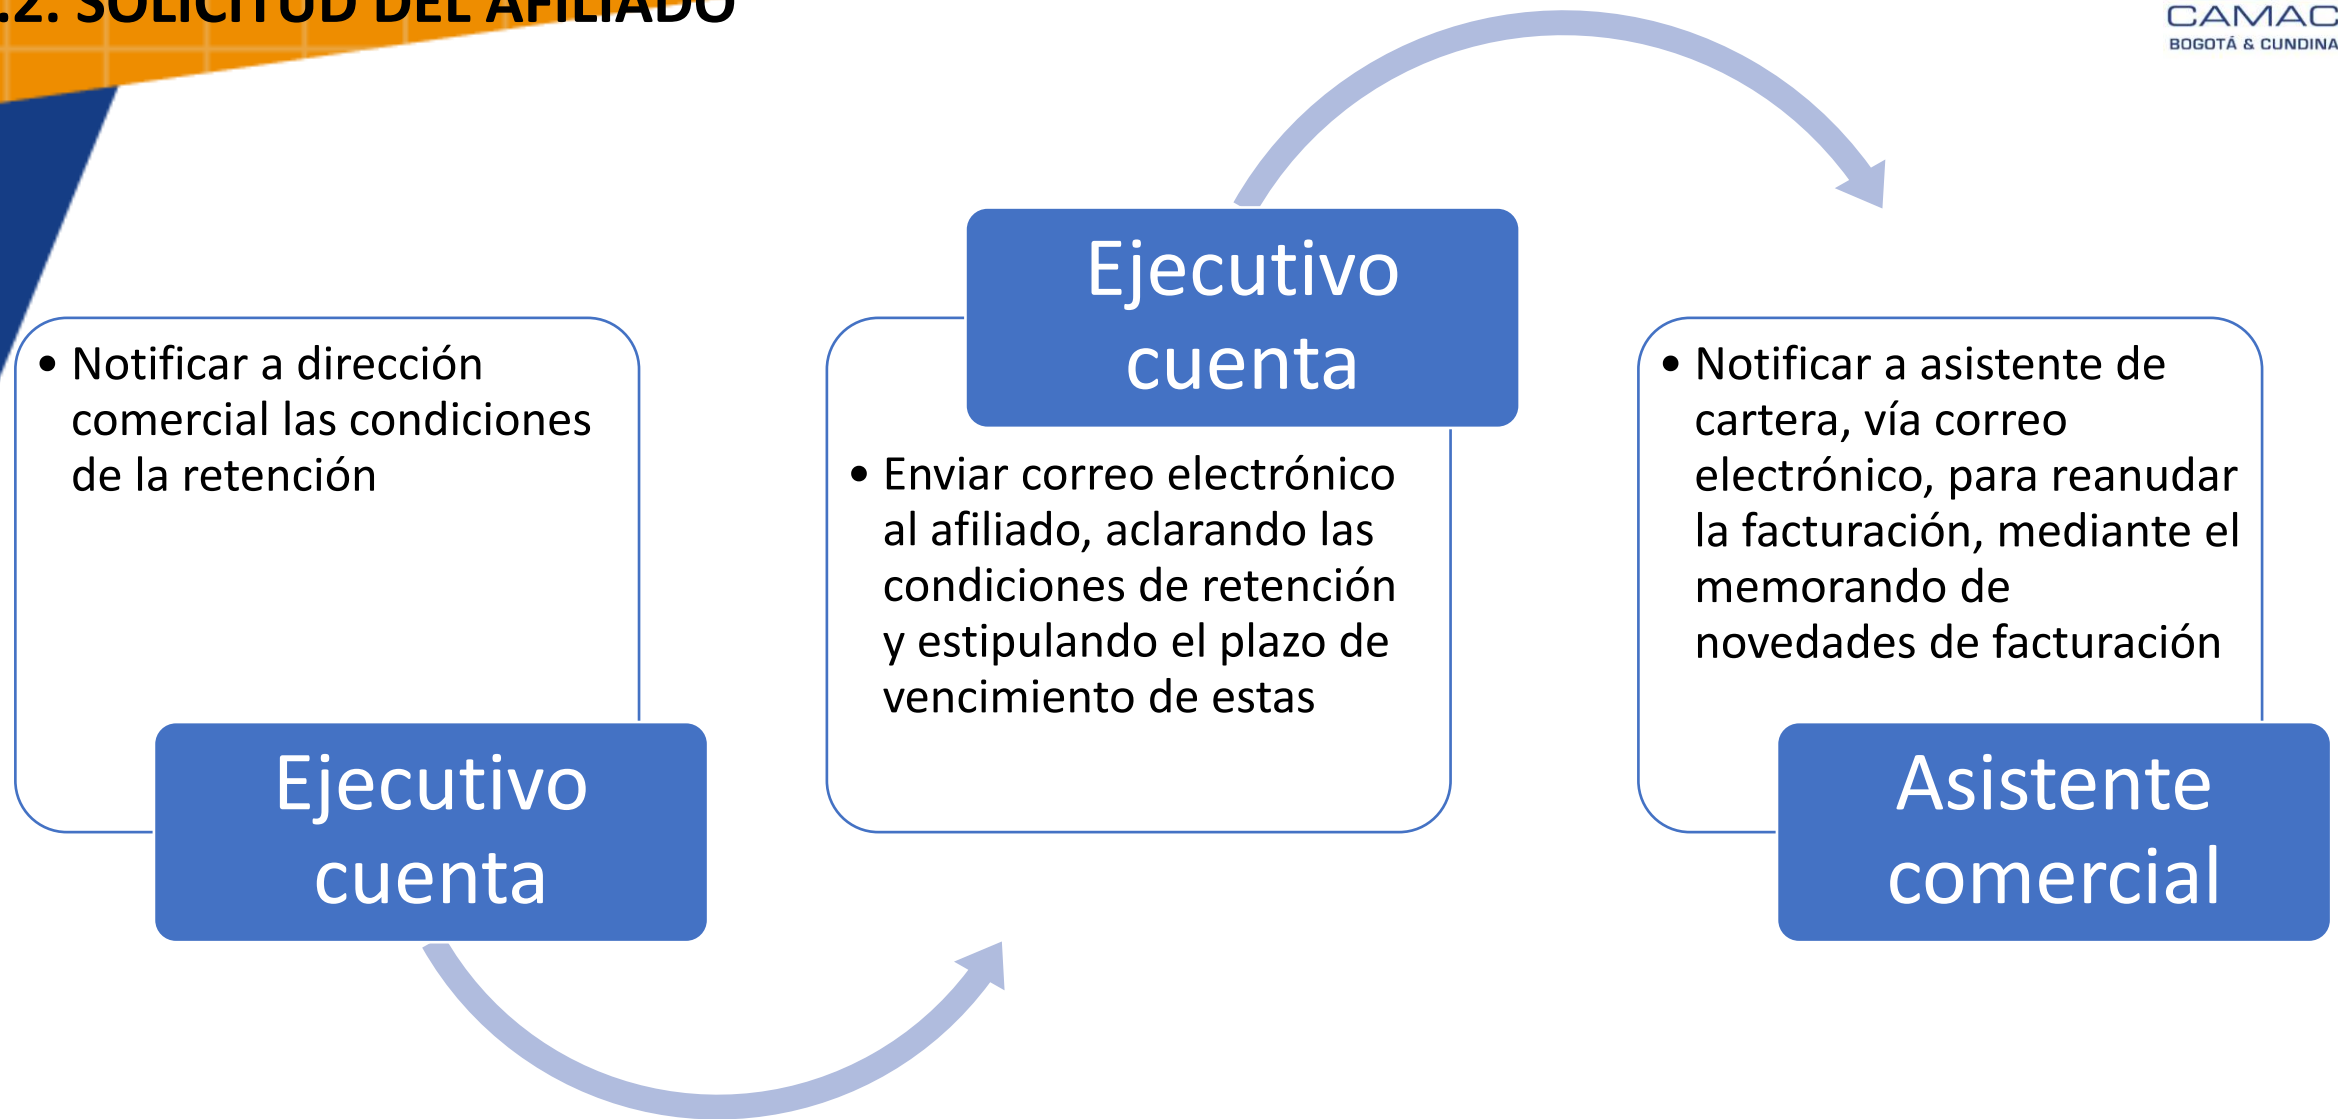 .2. SOLICITUD DEL AFILIADO
CAMAC
BOGOTÁ & CUNDINA
• Notificar a dirección
comercial las condiciones
de la retención
Ejecutivo
cuenta
Ejecutivo
cuenta
• Enviar correo electrónico
al afiliado, aclarando las
condiciones de retención
y estipulando el plazo de
vencimiento de estas
• Notificar a asistente de
cartera, vía correo
electrónico, para reanudar
la facturación, mediante el
memorando de
novedades de facturación
Asistente
comercial